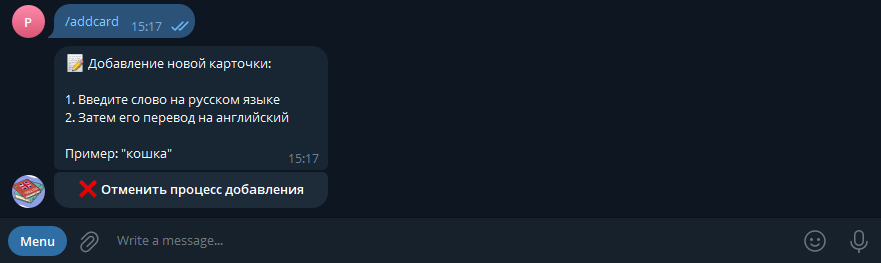 P
/addcard 15:17
Добавление новой карточки:
1. Введите слово на русском языке
2. Затем его перевод на английский
Пример: "кошка"
15:17
Отменить процесс добавления
Menu
Write a message...